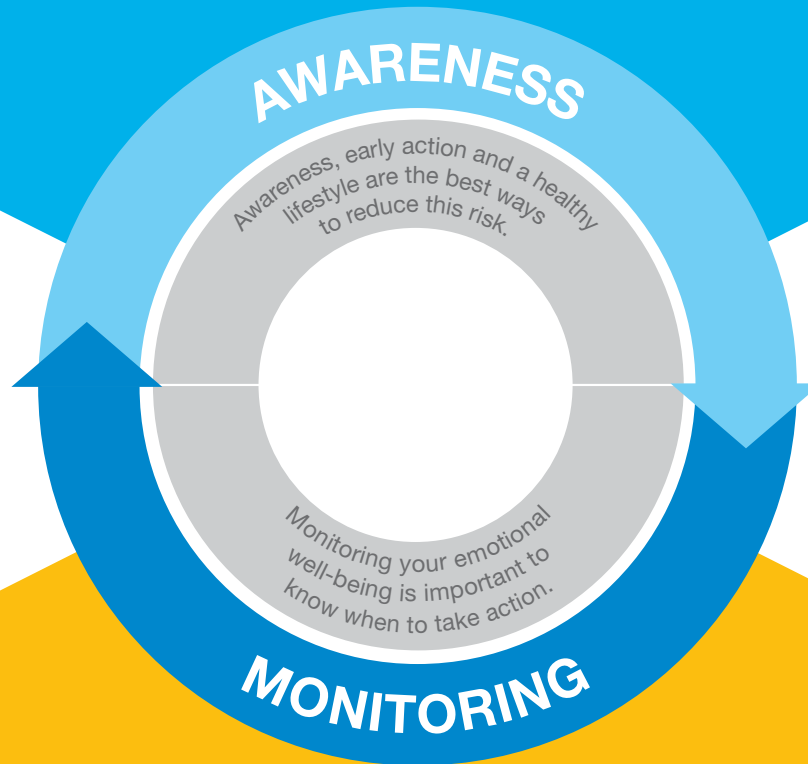 AWARENESS
Awareness, early action and a healthy
lifestyle are the best ways
to reduce this risk.
Monitoring your emotional
well-being is important to
know when to take action.
MONITORING